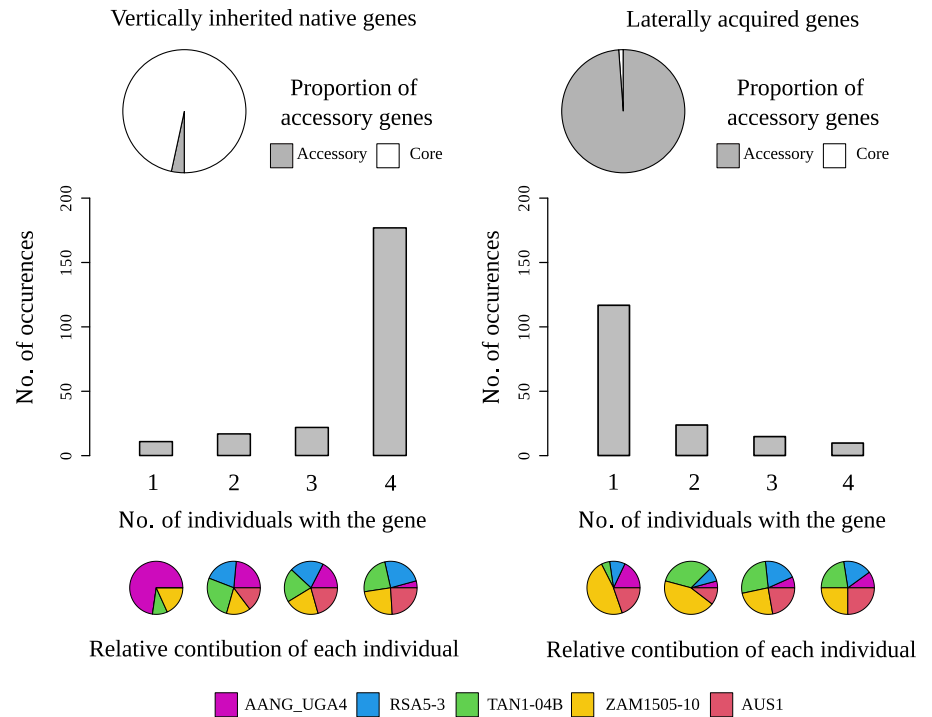 Vertically inherited native genes
Laterally acquired genes
Proportion of
accessory genes
Accessory
Core
Proportion of
accessory genes
Accessory
Core
No. of occurences
200
150
100
50
0
1 2 3 4
No. of individuals with the gene
No. of occurences
200
150
100
50
0
1 2 3 4
No. of individuals with the gene
Relative contibution of each individual
Relative contibution of each individual
AANG_UGA4 RSA5-3 TAN1-04B ZAM1505-10 AUS1